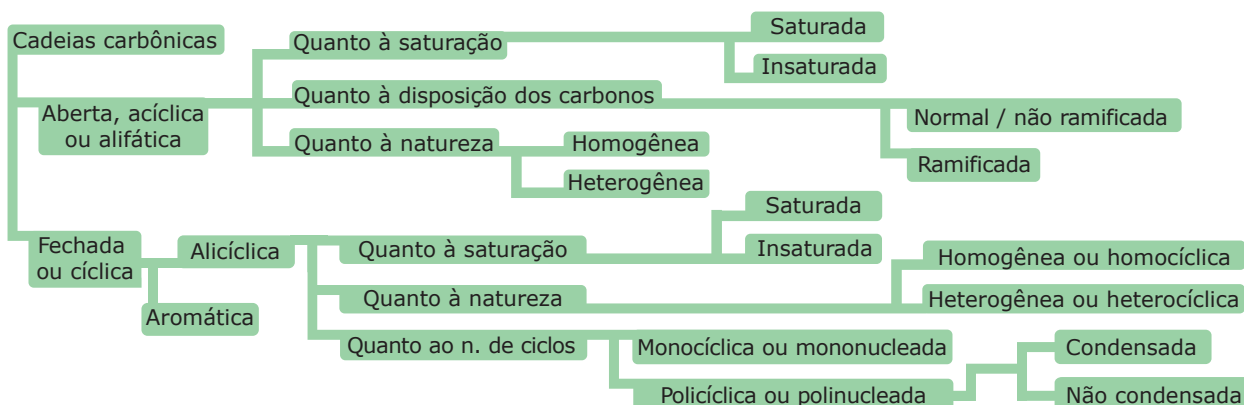 Cadeias carbônicas
Quanto à saturação
Saturada
Insaturada
Aberta, acíclica
ou alifática
Quanto à disposição dos carbonos
Normal / não ramificada
Ramificada
Quanto à natureza
Homogênea
Heterogênea
Fechada
ou cíclica
Alicíclica
Quanto à saturação
Saturada
Insaturada
Quanto à natureza
Homogênea ou homocíclica
Heterogênea ou heterocíclica
Aromática
Quanto ao n. de ciclos
Monocíclica ou mononucleada
Policíclica ou polinucleada
Condensada
Não condensada